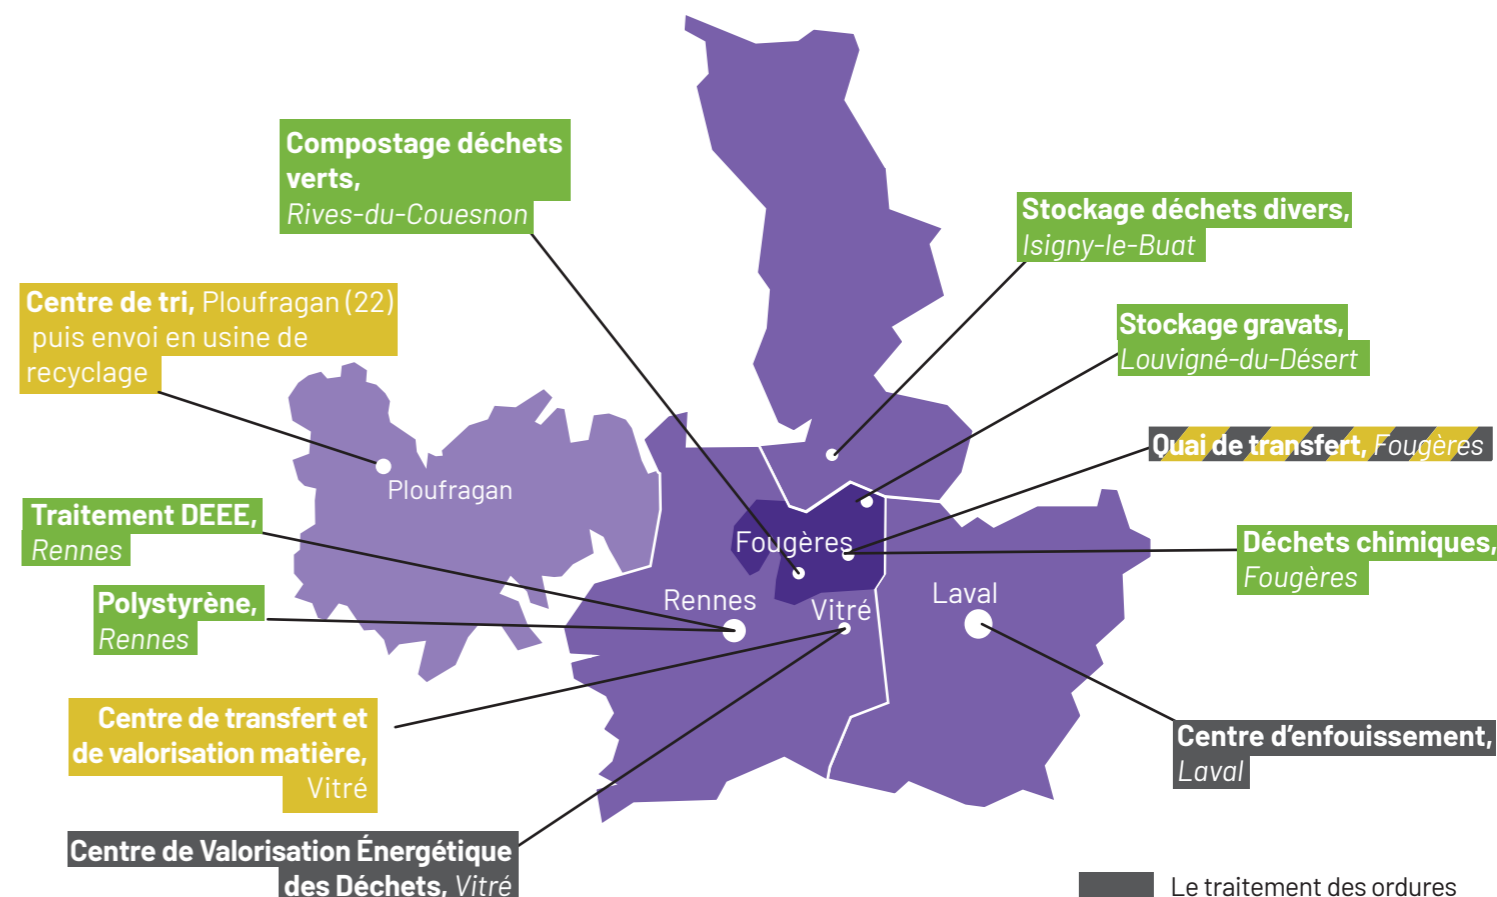 Compostage déchets
verts,
Rives-du-Couesnon
Stockage déchets divers,
Isigny-le-Buat
Centre de tri, Ploufragan (22)
puis envoi en usine de
recyclage
Stockage gravats,
Louvigné-du-Désert
Quai de transfert, Fougères
Ploufragan
Traitement DEEE,
Rennes
Fougères
Déchets chimiques,
Fougères
Polystyrène,
Rennes
Rennes
Vitré
Laval
Centre de transfert et
de valorisation matière,
Vitré
Centre d'enfouissement,
Laval
Centre de Valorisation Énergétique
des Déchets, Vitré
Le traitement des ordures